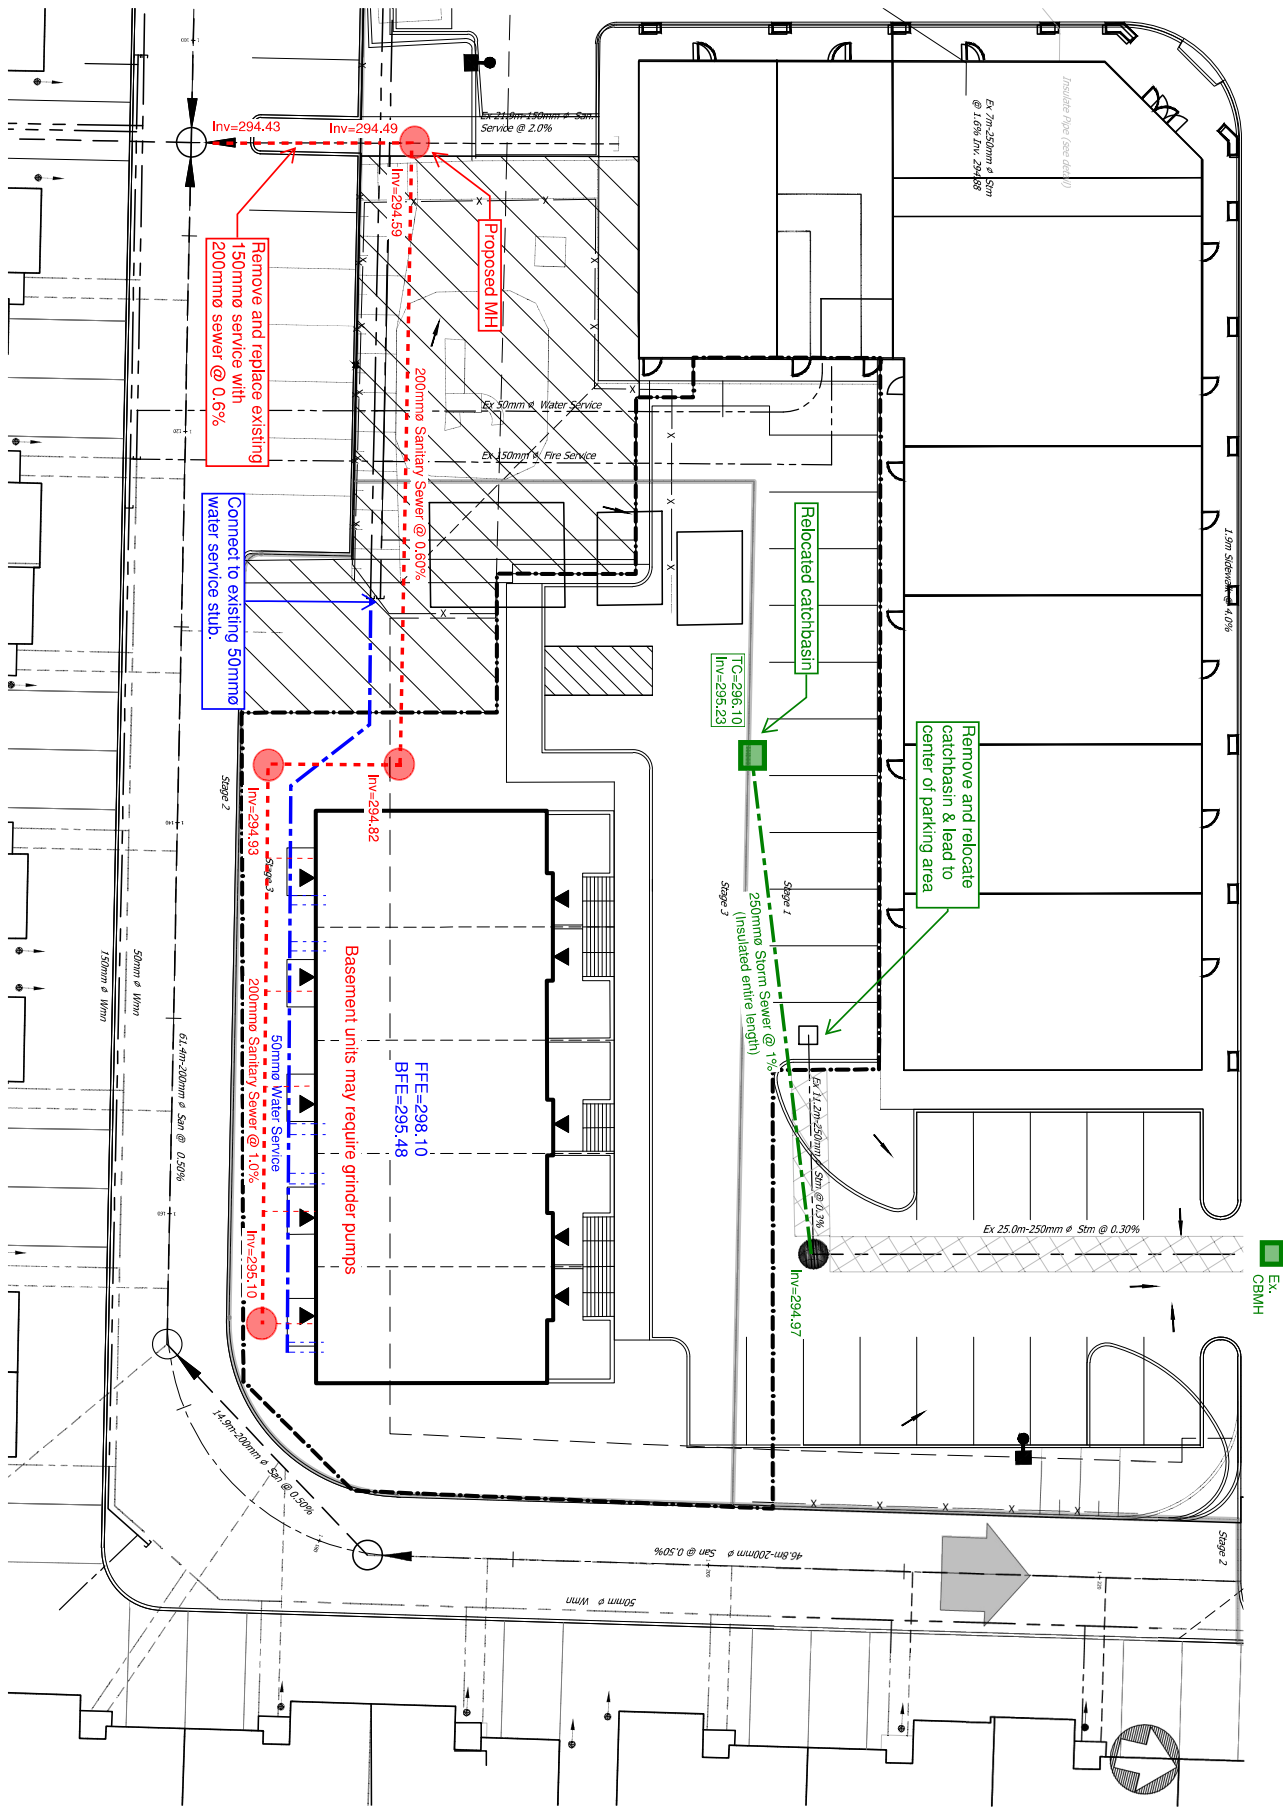 Ex 21.9m-150mm ø San.
Service @ 2.0%
Inv=294.43
Inv=294.49
Inv=294.59
Proposed MH
Remove and replace existing
150mmø service with
200mmø sewer @ 0.6%
200mmø Sanitary Sewer @ 0.60%
Ex 50mm ø Water Service
Ex 150mm ø Fire Service
Connect to existing 50mmø
water service stub.
Insulate Pipe (see detail)
Ex 7m-250mm ø Stm
@ 1.6% Inv. 294.88
1.9m Sidewalk @ 4.0%
Relocated catchbasin
TC=296.10
Inv=295.23
Remove and relocate
catchbasin & lead to
center of parking area
Stage 1
Stage 3
250mmø Storm Sewer @ 1%
(Insulated entire length)
Ex 11.2m-250mm ø Stm @ 0.3%
Ex 25.0m-250mm ø Stm @ 0.30%
Inv=294.97
Ex.
CBMH
Stage 2
Inv=294.82
Inv=294.93
Stage 3
200mmø Sanitary Sewer @ 1.0%
50mmø Water Service
Inv=295.10
Basement units may require grinder pumps
FFE=298.10
BFE=295.48
50mm ø Wmn
150mm ø Wmn
61.4m-200mm ø San @ 0.50%
14.9m-200mm ø San @ 0.50%
46.8m-200mm ø San @ 0.50%
50mm ø Wmn
Stage 2